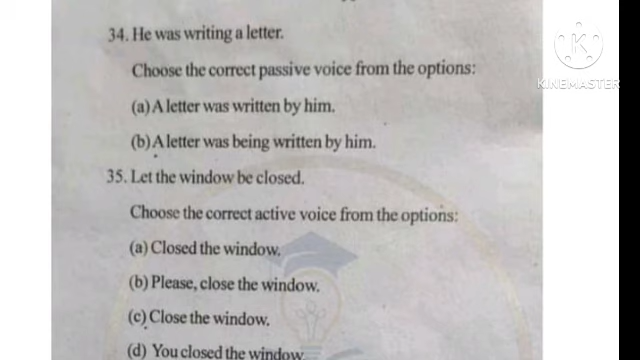 34. He was writing a letter.
Choose the correct passive voice from the options:
(a) A letter was written by him.
(b) A letter was being written by him.
35. Let the window be closed.
Choose the correct active voice from the options:
(a) Closed the window.
(b) Please, close the window.
(c) Close the window.
(d) You closed the window.
KINEMASTER